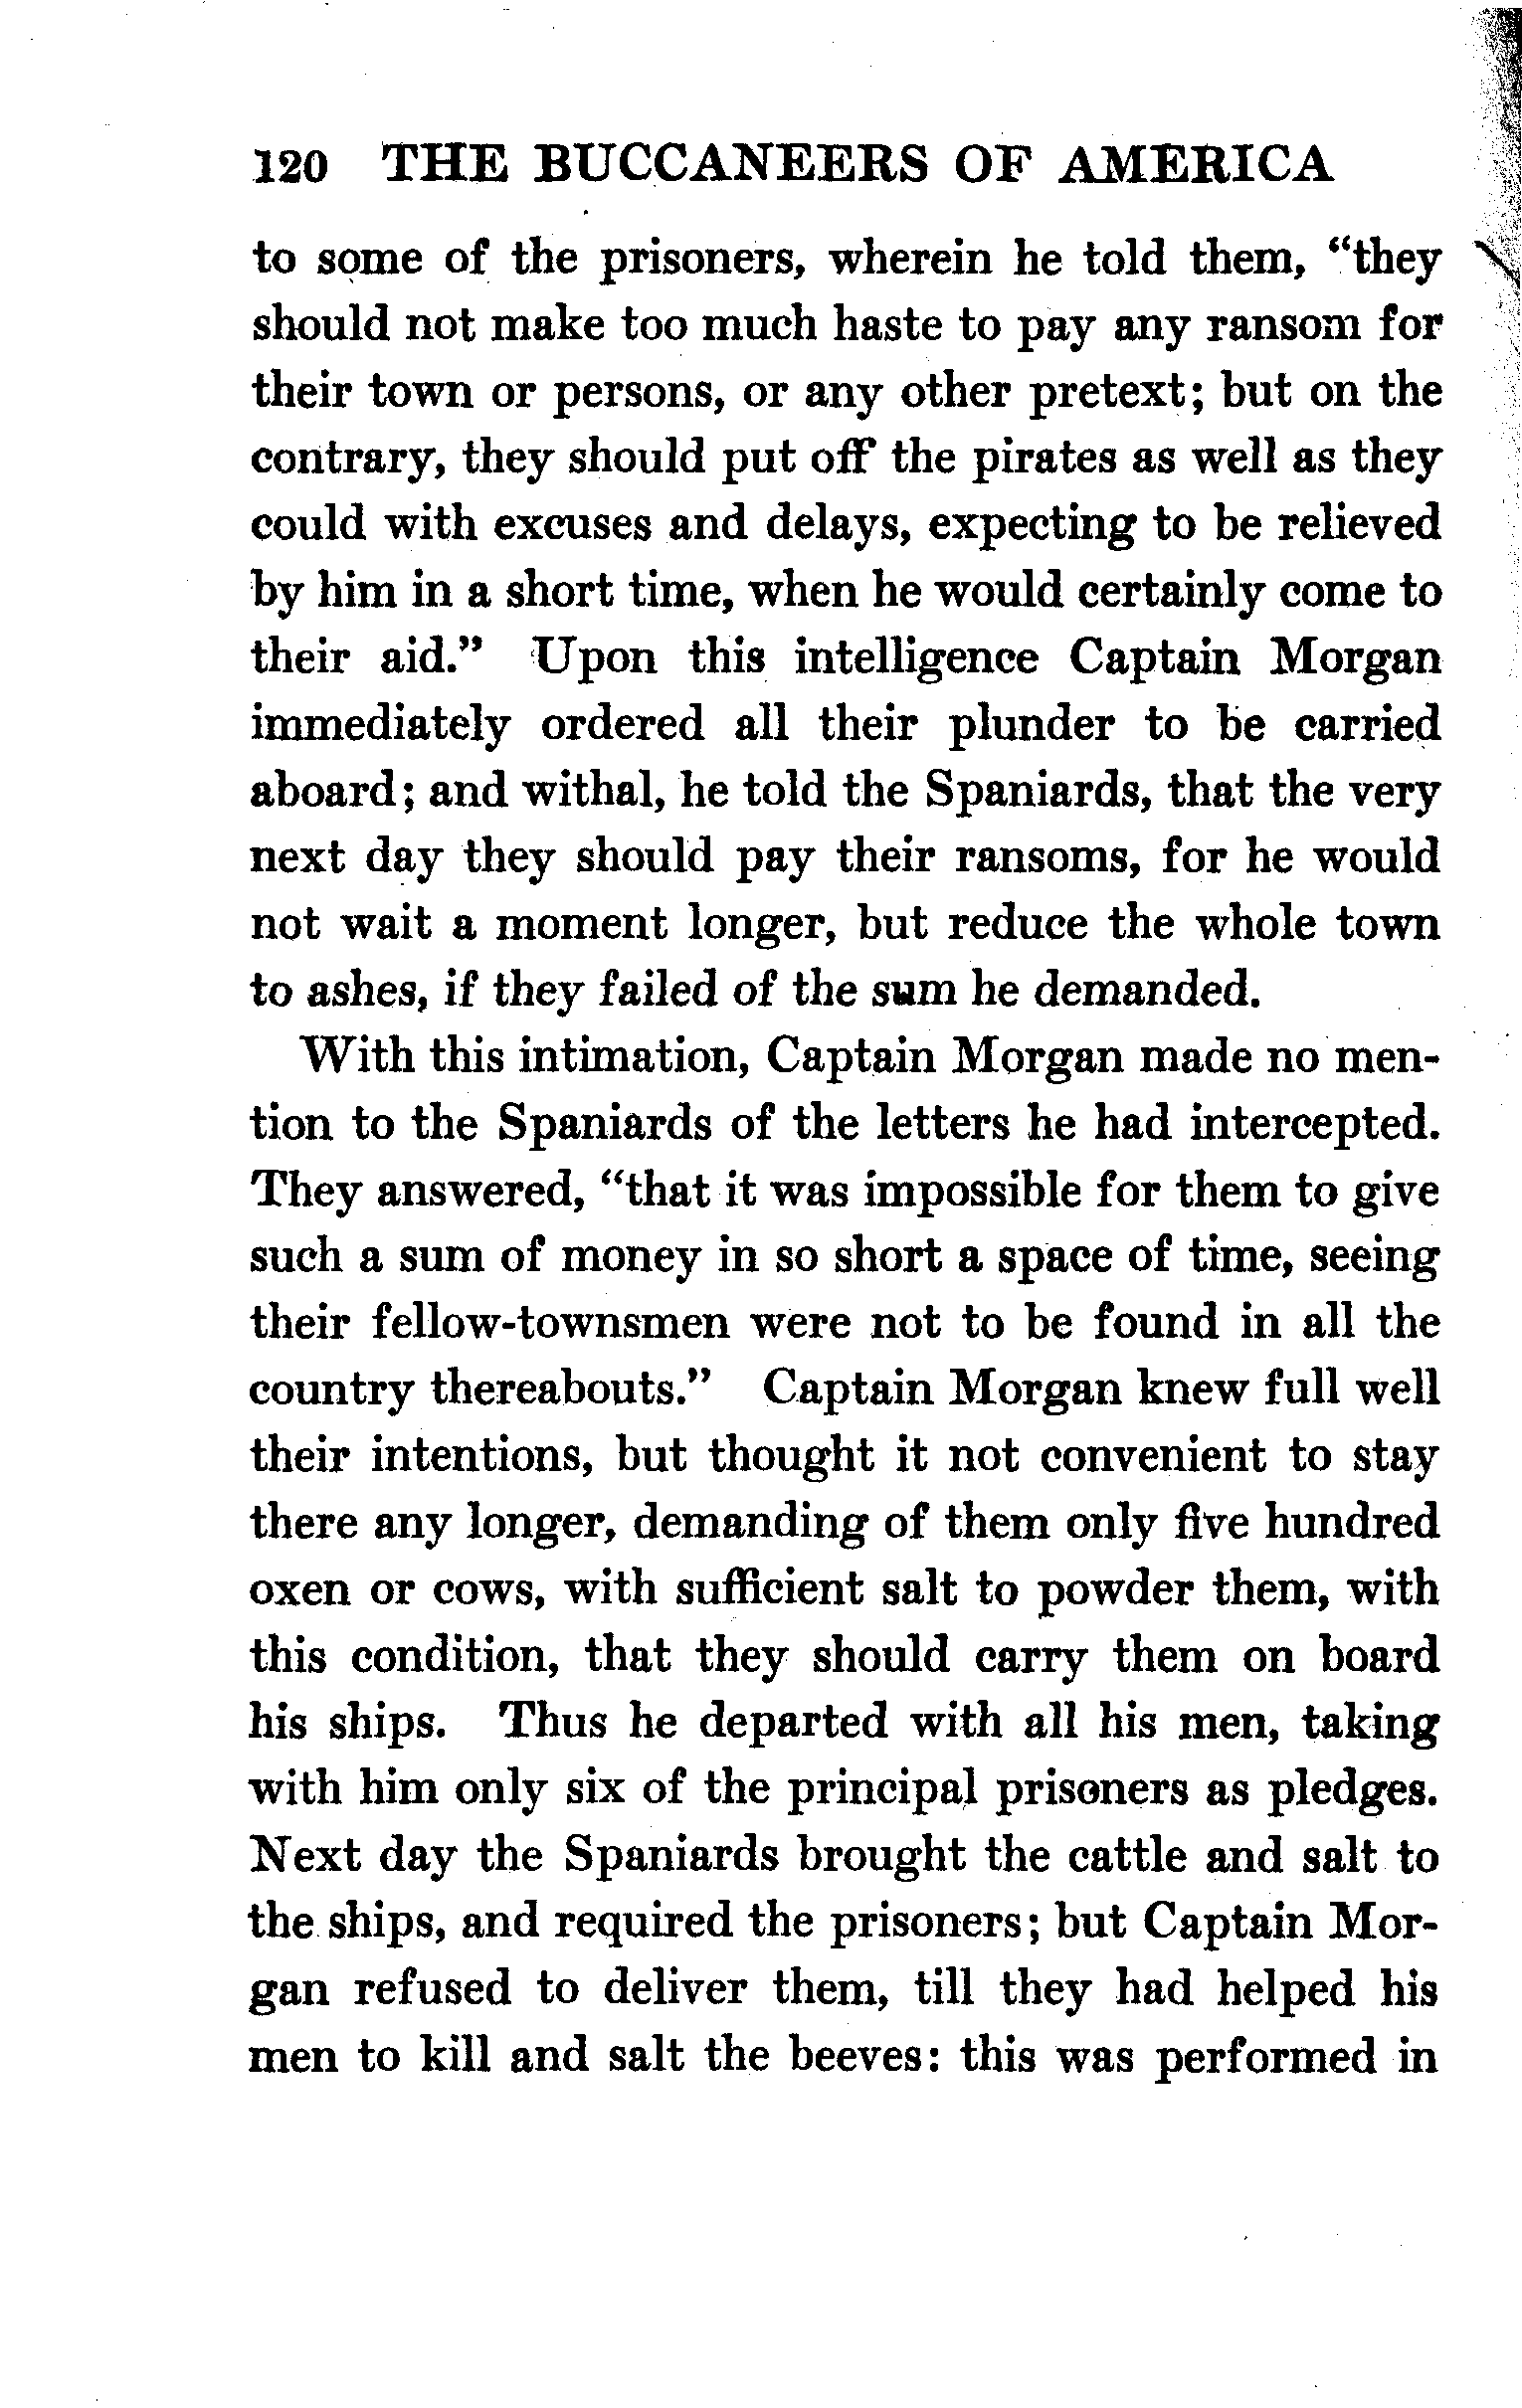 120 THE BUCCANEERS OF AMERICA
to some of the prisoners, wherein he told them, “they
should not make too much haste to pay any ransom for
their town or persons, or any other pretext; but on the
contrary, they should put off the pirates as well as they
could with excuses and delays, expecting to be relieved
by him in a short time, when he would certainly come to
their aid.” Upon this intelligence Captain Morgan
immediately ordered all their plunder to be carried
aboard; and withal, he told the Spaniards, that the very
next day they should pay their ransoms, for he would
not wait a moment longer, but reduce the whole town
to ashes, if they failed of the sum he demanded.
With this intimation, Captain Morgan made no men-
tion to the Spaniards of the letters he had intercepted.
They answered, “that it was impossible for them to give
such a sum of money in so short a space of time, seeing
their fellow-townsmen were not to be found in all the
country thereabouts.” Captain Morgan knew full well
their intentions, but thought it not convenient to stay
there any longer, demanding of them only five hundred
oxen or cows, with sufficient salt to powder them, with
this condition, that they should carry them on board
his ships. Thus he departed with all his men, taking
with him only six of the principal prisoners as pledges.
Next day the Spaniards brought the cattle and salt to
the ships, and required the prisoners; but Captain Mor-
gan refused to deliver them, till they had helped his
men to kill and salt the beeves: this was performed in